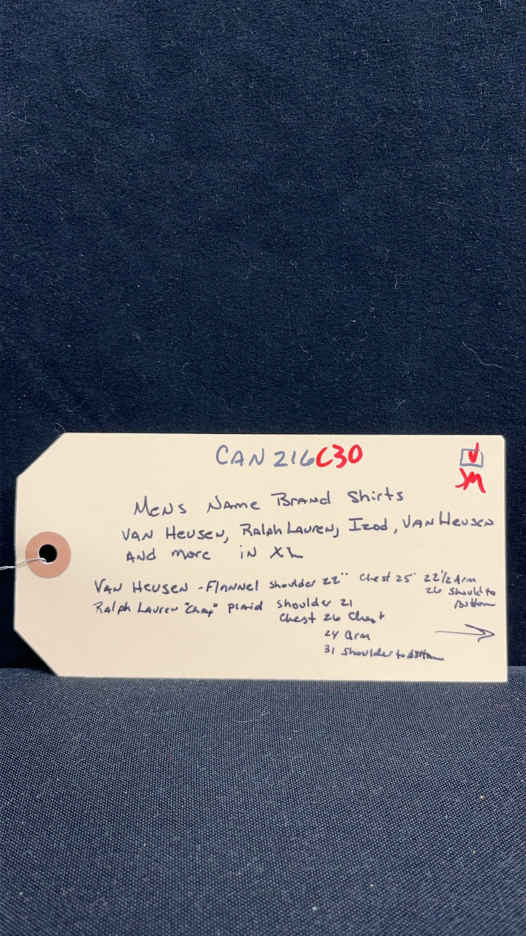 CAN216C30
Mens Name Brand Shirts
VAN Heusen, Ralph Lauren, Izod, VAN Heusen
AND more in XL
VAN Heusen - Flannel shoulder 22" Chest 25" 22 1/2 Arm
26 should to
Bottom
Ralph Lauren "Chap" Plaid shoulder 21
Chest 26 Chest
24 arm
31 shoulder to Bottom